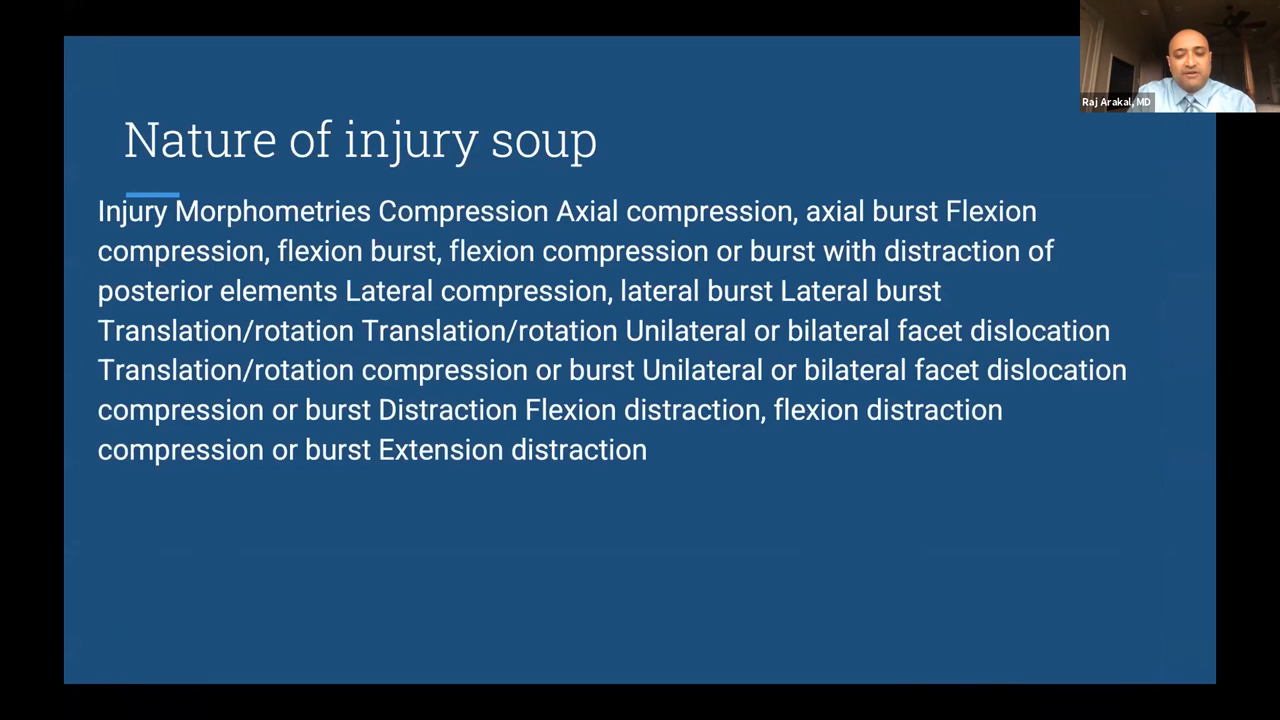 Raj Arakal, MD
Nature of injury soup
Injury Morphometries Compression Axial compression, axial burst Flexion
compression, flexion burst, flexion compression or burst with distraction of
posterior elements Lateral compression, lateral burst Lateral burst
Translation/rotation Translation/rotation Unilateral or bilateral facet dislocation
Translation/rotation compression or burst Unilateral or bilateral facet dislocation
compression or burst Distraction Flexion distraction, flexion distraction
compression or burst Extension distraction